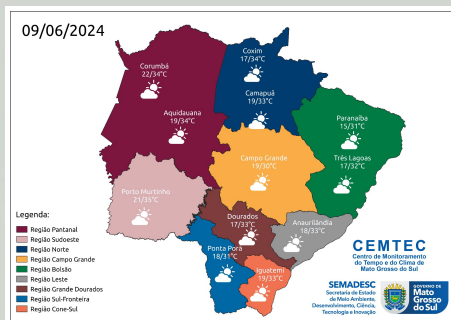 09/06/2024
Coxim
17/34°C
Corumbá
22/34°C
Camapuã
19/33°C
Aquidauana
19/34°C
Paranaíba
15/31°C
Três Lagoas
17/32°C
Campo Grande
19/30°C
Porto Murtinho
21/35°C
Dourados
17/33°C
Anaurilândia
18/33°C
Ponta Porã
18/31°C
Iguatemi
19/33°C
Legenda:
Região Pantanal
Região Sudoeste
Região Norte
Região Campo Grande
Região Bolsão
Região Leste
Região Grande Dourados
Região Sul-Fronteira
Região Cone-Sul
CEMTEC
Centro de Monitoramento
do Tempo e do Clima de
Mato Grosso do Sul
SEMADESC
Secretaria de Estado
de Meio Ambiente,
Desenvolvimento, Ciência,
Tecnologia e Inovação
GOVERNO DE
Mato
Grosso
do Sul